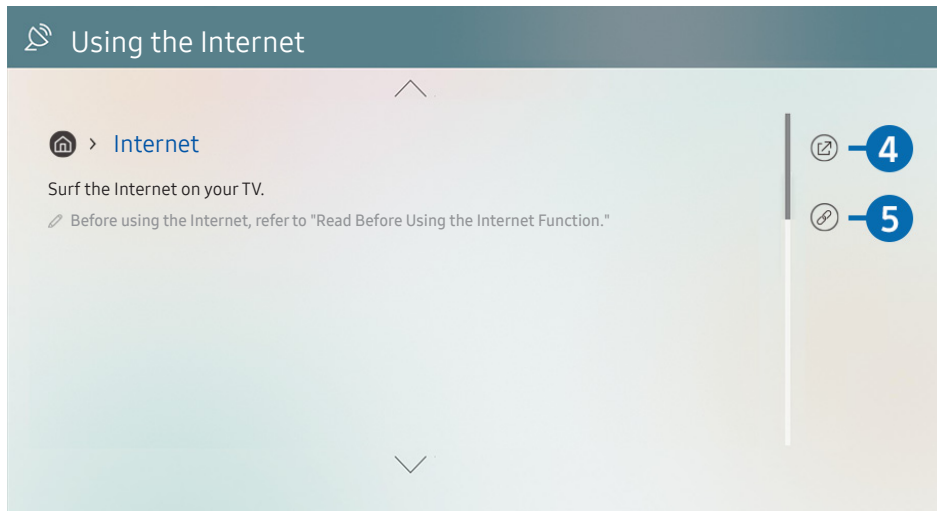 Using the Internet
> Internet
4
Surf the Internet on your TV.
Before using the Internet, refer to "Read Before Using the Internet Function."
5